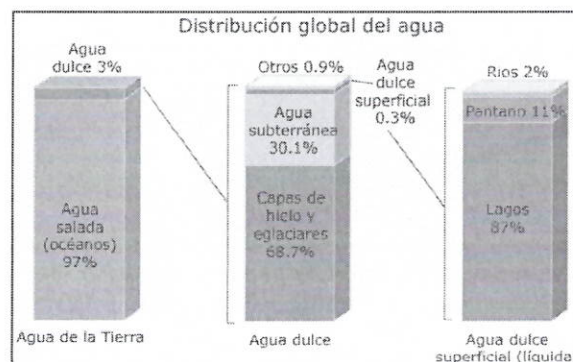 Distribución global del agua
Agua
dulce 3%
Agua
salada
(océanos)
97%
Agua de la Tierra
Otros 0.9%
Agua
subterránea
30.1%
Capas de
hielo y
eglaciares
68.7%
Agua dulce
Agua
dulce
superficial
0.3%
Ríos 2%
Pantano 11%
Lagos
87%
Agua dulce
superficial (líquida